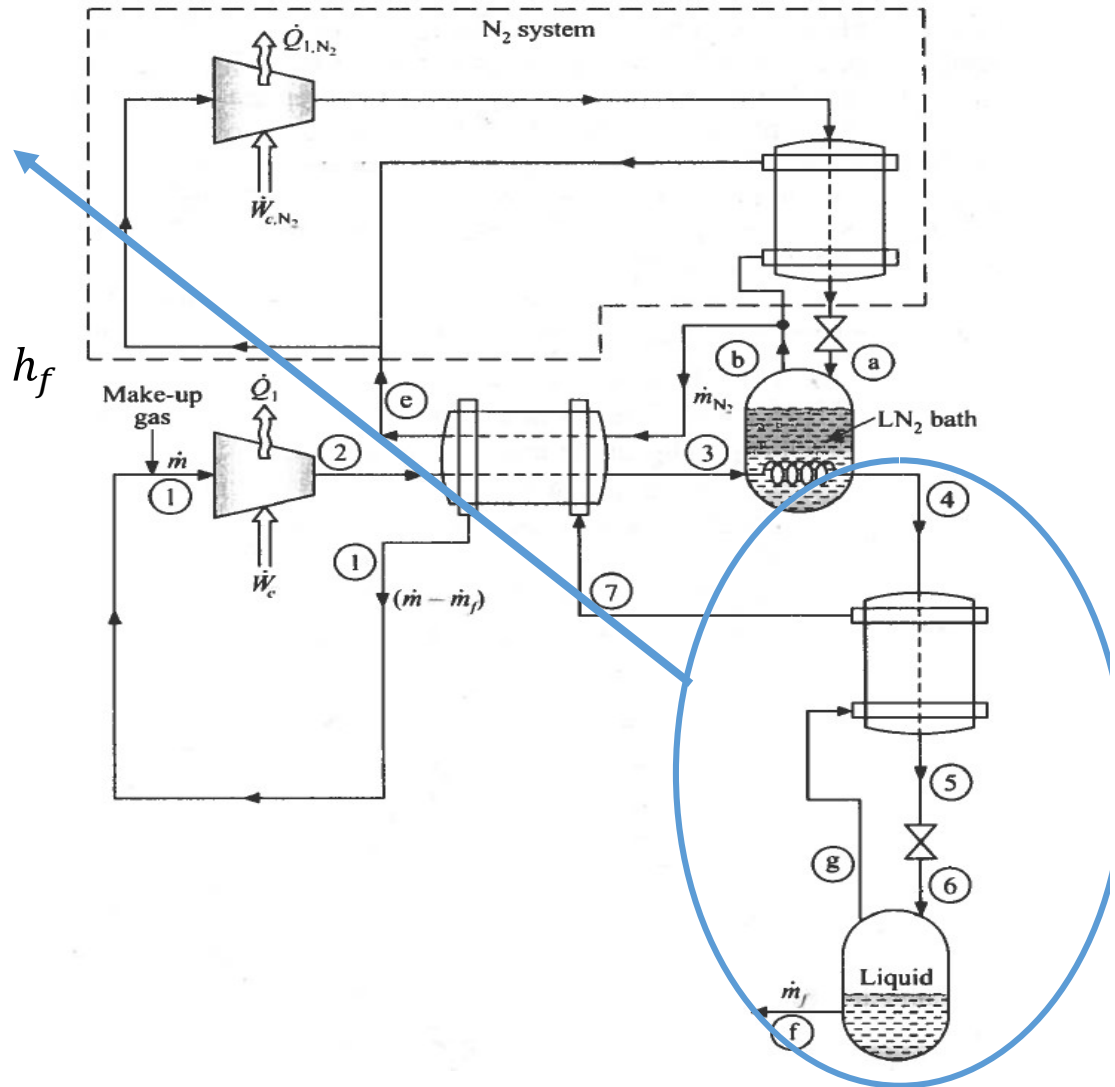 N₂ system
Q̇₁,N₂
Ẇc,N₂
h_f
Make-up
gas
ṁ
1
Q̇₁
Ẇc
2
e
b
a
ṁN₂
LN₂ bath
3
4
1
(ṁ − ṁf)
7
5
g
6
Liquid
ṁf
f